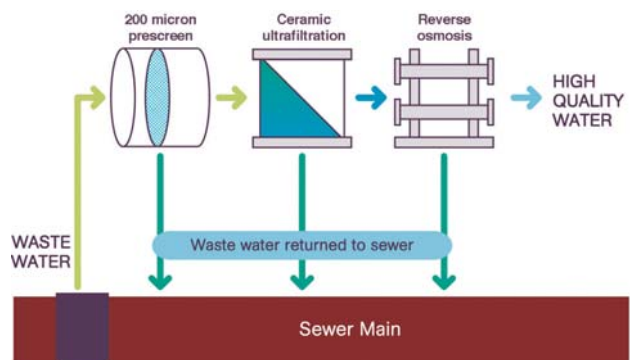 200 micron
prescreen
Ceramic
ultrafiltration
Reverse
osmosis
HIGH
QUALITY
WATER
WASTE
WATER
Waste water returned to sewer
Sewer Main